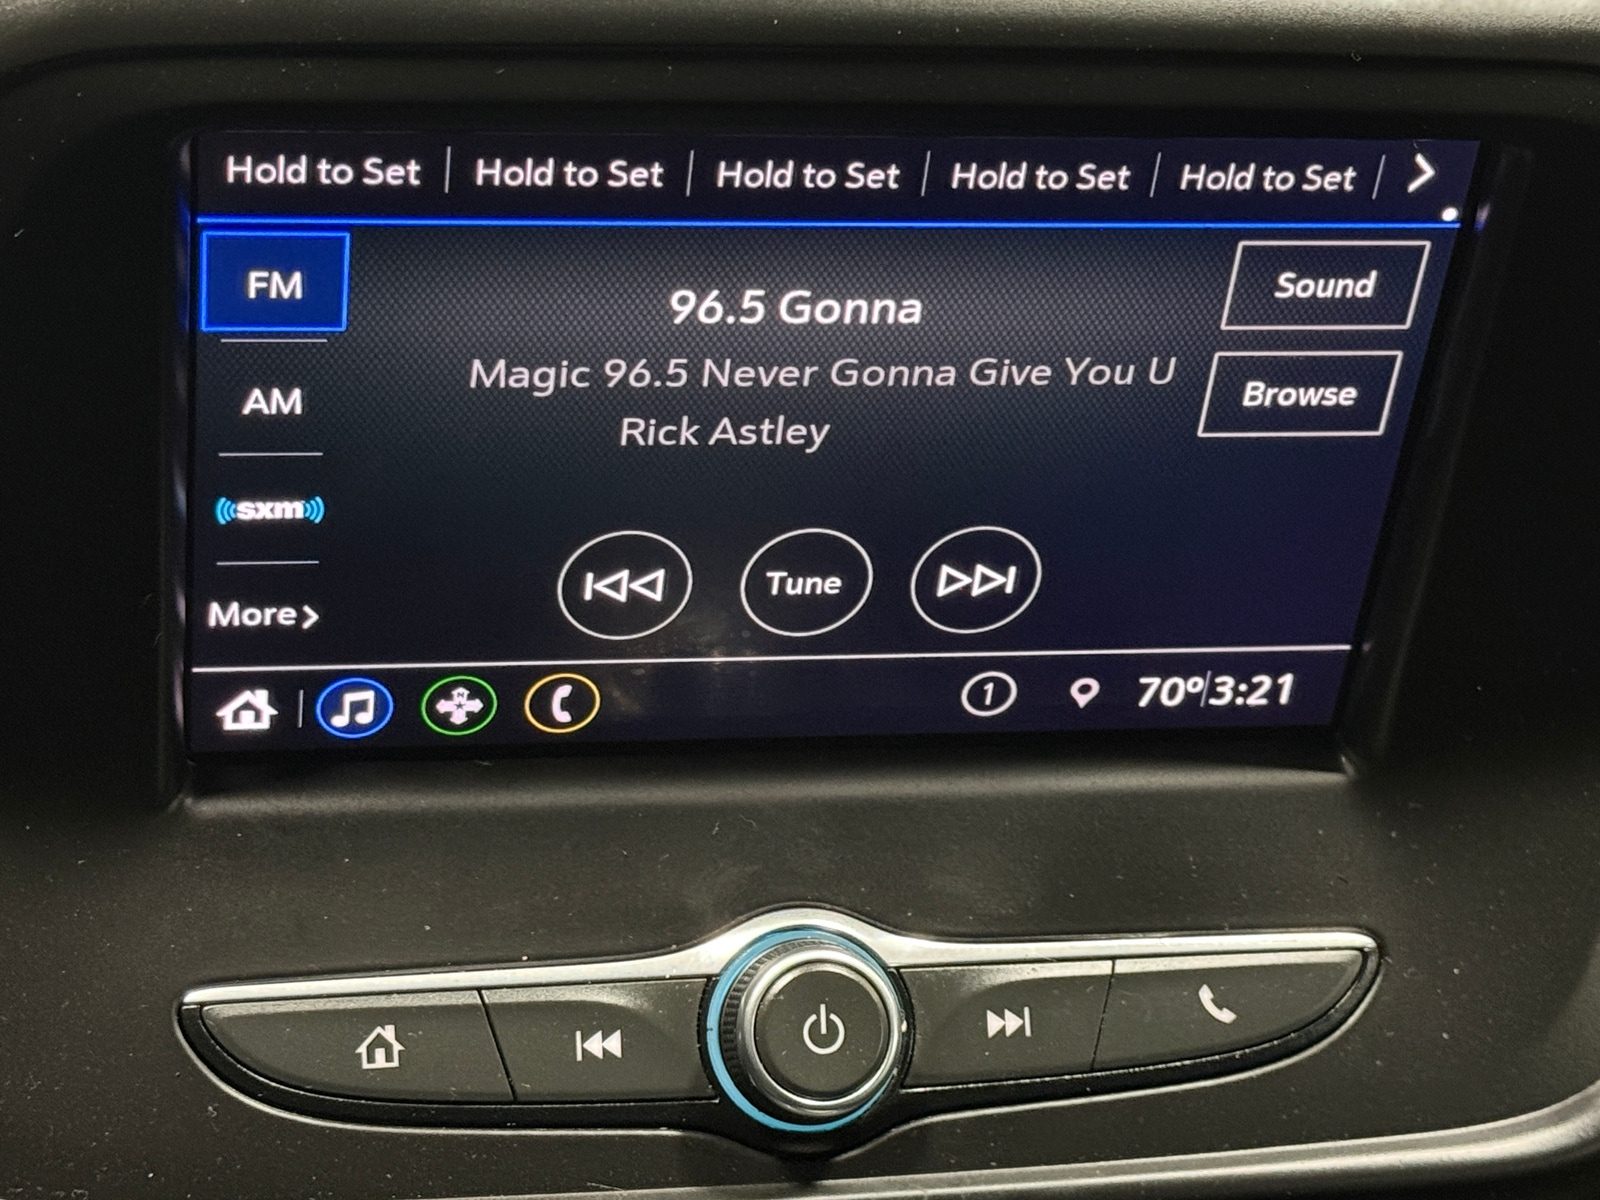 Hold to Set | Hold to Set | Hold to Set | Hold to Set | Hold to Set |
FM
96.5 Gonna
Sound
Magic 96.5 Never Gonna Give You U
Browse
AM
Rick Astley
sxm
Tune
More
N
1
70°|3:21